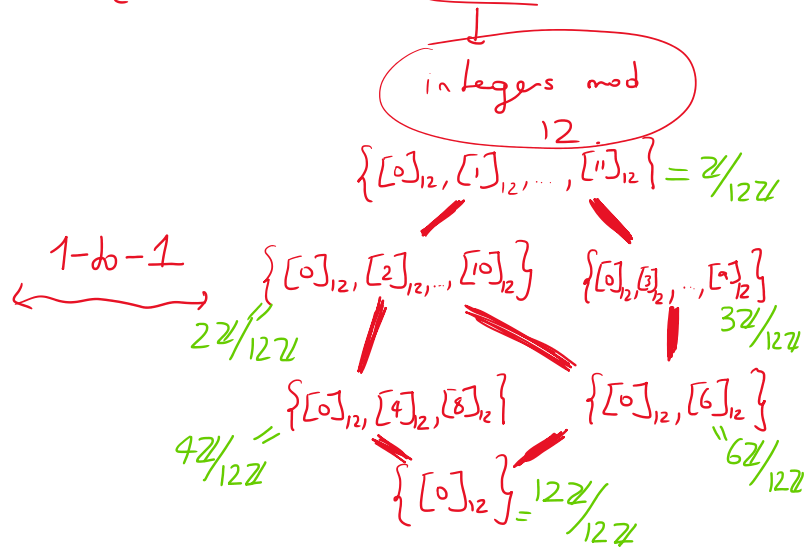 integers mod
12.
{[0]₁₂, [1]₁₂, ..., [11]₁₂} = ℤ/12ℤ
1-to-1
{[0]₁₂, [2]₁₂, ..., [10]₁₂}
{[0]₁₂, [3]₁₂, ..., [9]₁₂}
2ℤ/12ℤ
3ℤ/12ℤ
{[0]₁₂, [4]₁₂, [8]₁₂}
{[0]₁₂, [6]₁₂}
4ℤ/12ℤ =
= 6ℤ/12ℤ
{[0]₁₂} = 12ℤ/12ℤ